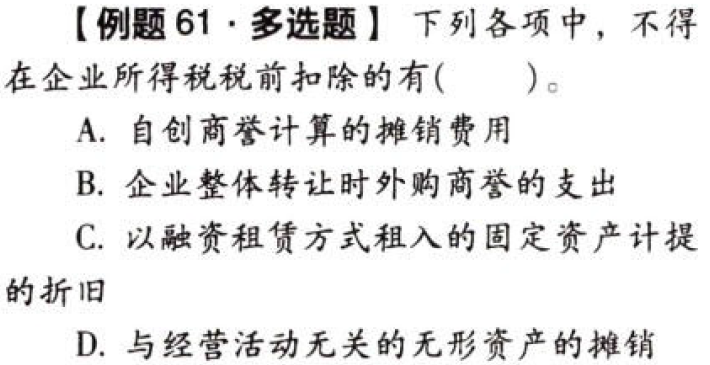 【例题 61·多选题】 下列各项中，不得
在企业所得税税前扣除的有(　　)。
A. 自创商誉计算的摊销费用
B. 企业整体转让时外购商誉的支出
C. 以融资租赁方式租入的固定资产计提
的折旧
D. 与经营活动无关的无形资产的摊销